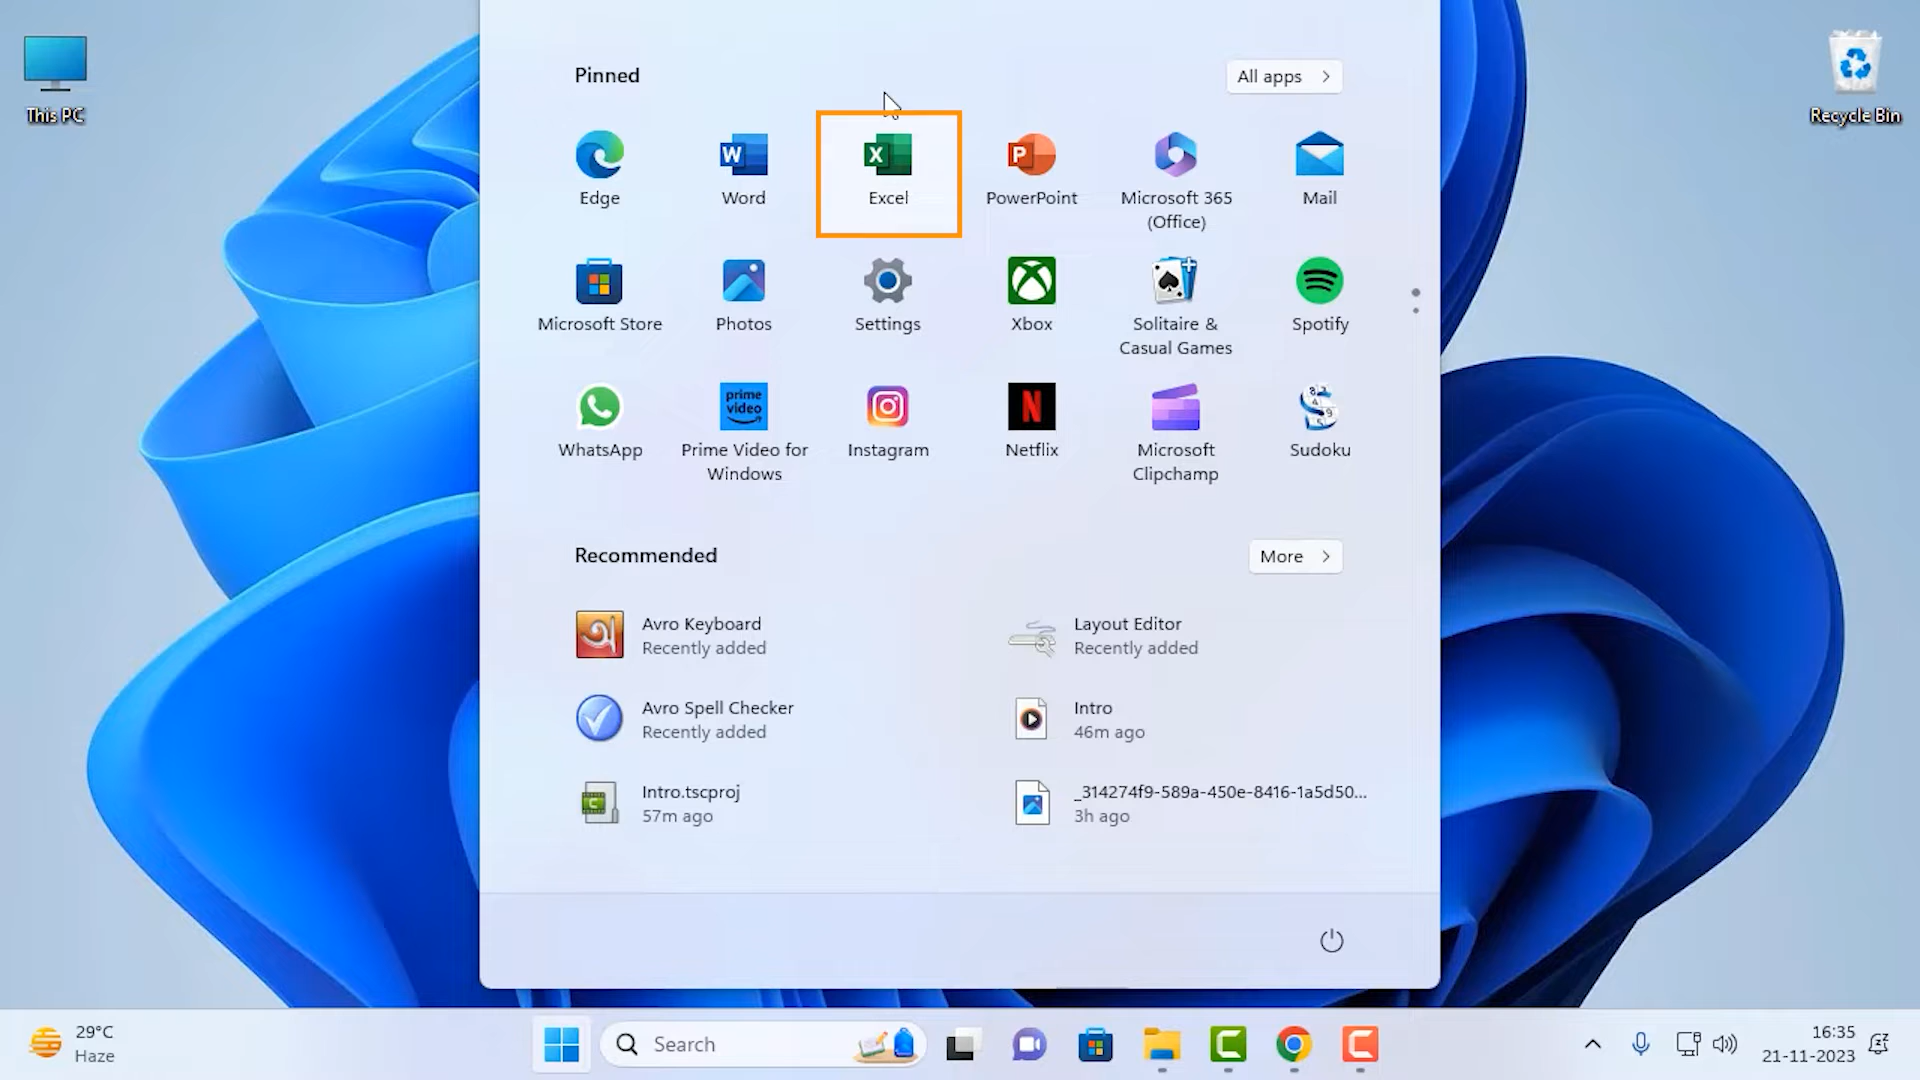 This PC
Recycle Bin
Pinned
All apps
Edge
Word
Excel
PowerPoint
Microsoft 365
(Office)
Mail
Microsoft Store
Photos
Settings
Xbox
Solitaire &
Casual Games
Spotify
WhatsApp
prime
video
Prime Video for
Windows
Instagram
Netflix
Microsoft
Clipchamp
Sudoku
Recommended
More
অ
Avro Keyboard
Recently added
Layout Editor
Recently added
Avro Spell Checker
Recently added
Intro
46m ago
Intro.tscproj
57m ago
_314274f9-589a-450e-8416-1a5d50...
3h ago
29°C
Haze
Search
16:35
21-11-2023